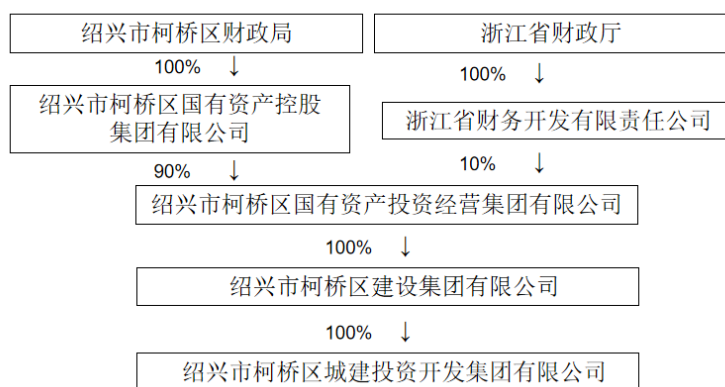 绍兴市柯桥区财政局
浙江省财政厅
100% ↓
100% ↓
绍兴市柯桥区国有资产控股
集团有限公司
浙江省财务开发有限责任公司
90% ↓
10% ↓
绍兴市柯桥区国有资产投资经营集团有限公司
100% ↓
绍兴市柯桥区建设集团有限公司
100% ↓
绍兴市柯桥区城建投资开发集团有限公司